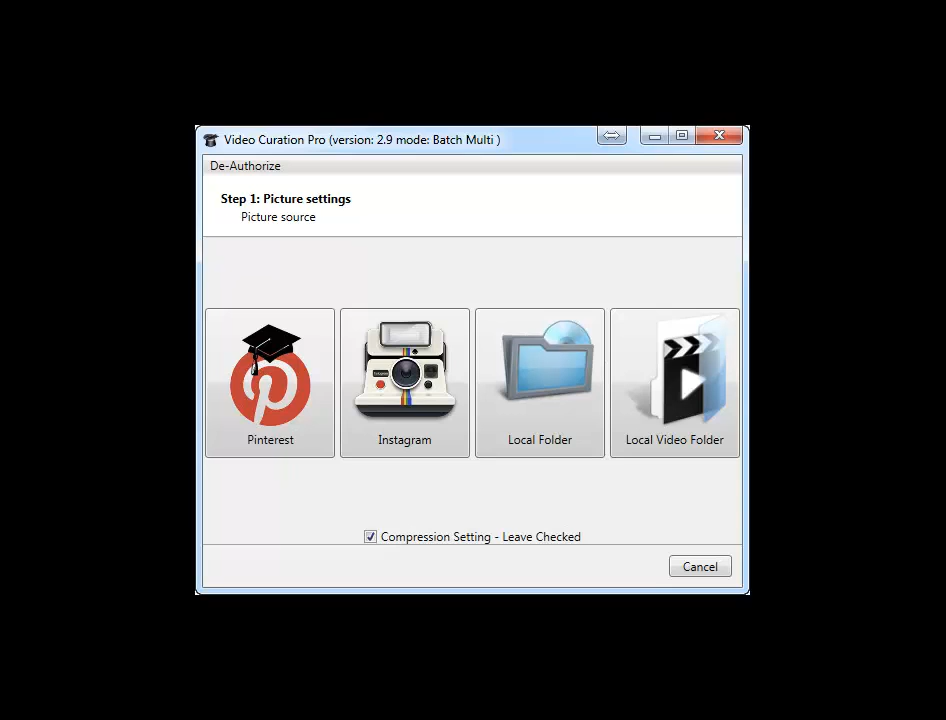 Video Curation Pro (version: 2.9 mode: Batch Multi )
De-Authorize
Step 1: Picture settings
Picture source
Pinterest
Instagram
Local Folder
Local Video Folder
Compression Setting - Leave Checked
Cancel